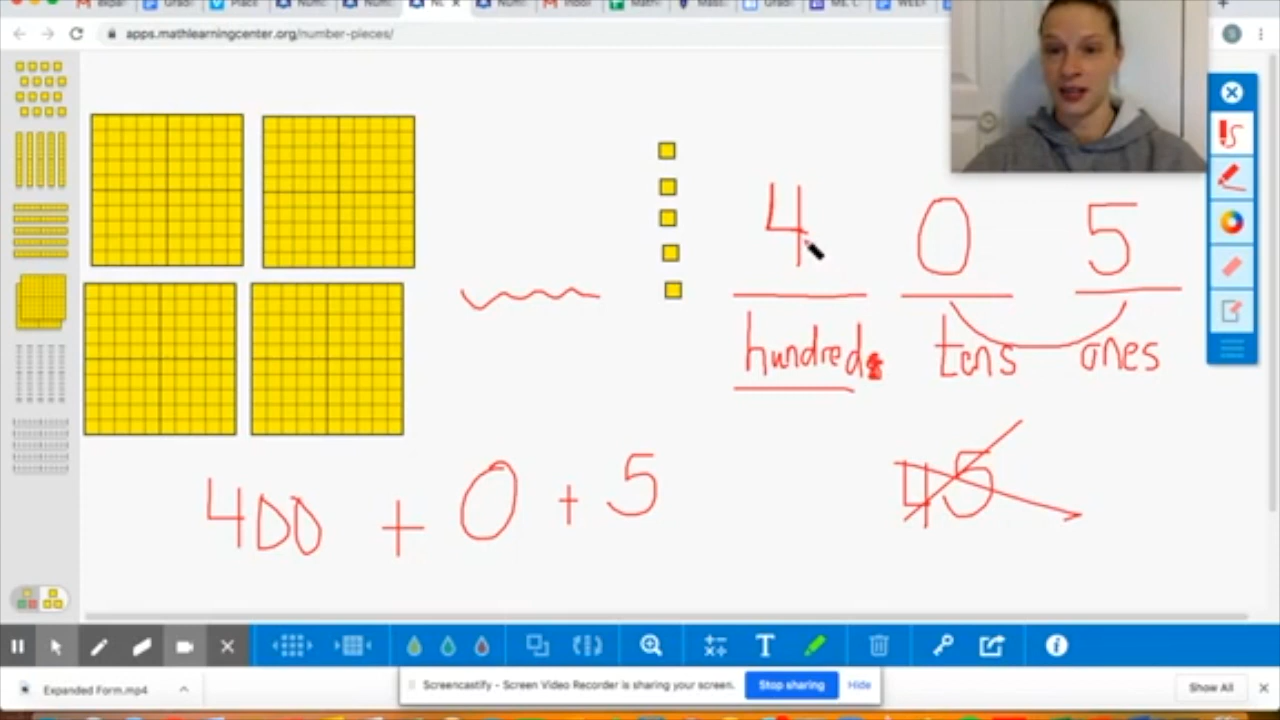 Place
apps.mathlearningcenter.org/number-pieces/
4 0 5
hundreds tens ones
400 + 0 + 5
45
T
Expanded Form.mp4
Screencastify - Screen Video Recorder is sharing your screen.
Stop sharing
Hide
Show All